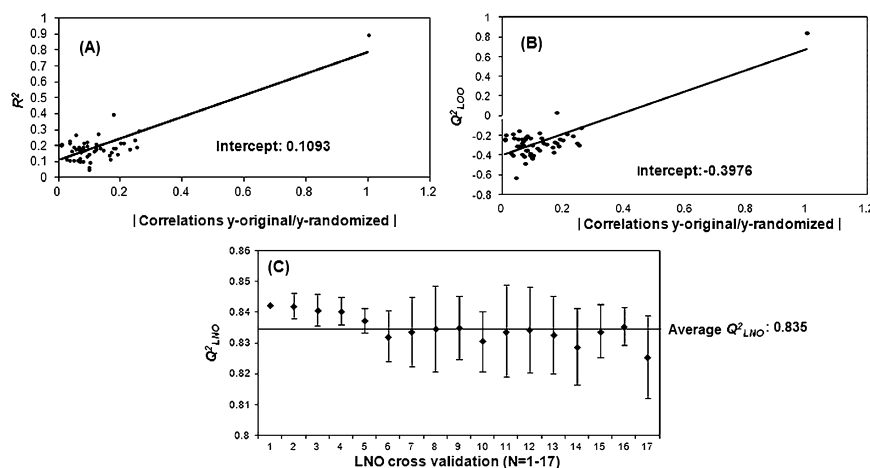 (A)
R²
1
0.9
0.8
0.7
0.6
0.5
0.4
0.3
0.2
0.1
0
Intercept: 0.1093
0 0.2 0.4 0.6 0.8 1 1.2
| Correlations y-original/y-randomized |
(B)
Q²LOO
1
0.8
0.6
0.4
0.2
0
-0.2
-0.4
-0.6
-0.8
Intercept:-0.3976
0 0.2 0.4 0.6 0.8 1 1.2
| Correlations y-original/y-randomized |
(C)
Q²LNO
0.86
0.85
0.84
0.83
0.82
0.81
0.8
Average Q²LNO: 0.835
1 2 3 4 5 6 7 8 9 10 11 12 13 14 15 16 17
LNO cross validation (N=1-17)